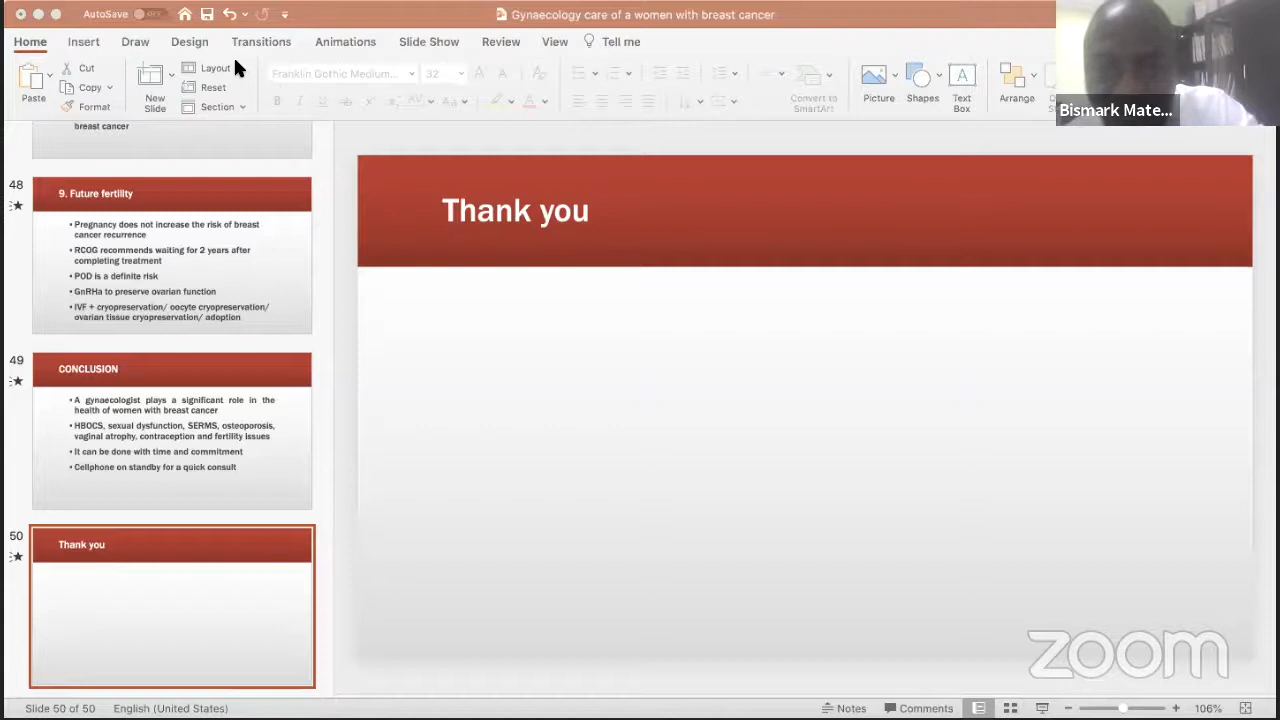 AutoSave
OFF
Gynaecology care of a women with breast cancer
Home Insert Draw Design Transitions Animations Slide Show Review View Tell me
Paste
Cut
Copy
Format
New
Slide
Layout
Reset
Section
Franklin Gothic Medium... 32
Convert to
SmartArt
Picture
Shapes
Text
Box
Arrange
Bismark Mate...
breast cancer
48
9. Future fertility
• Pregnancy does not increase the risk of breast
cancer recurrence
• RCOG recommends waiting for 2 years after
completing treatment
• POD is a definite risk
• GnRHa to preserve ovarian function
• IVF + cryopreservation/ oocyte cryopreservation/
ovarian tissue cryopreservation/ adoption
49
CONCLUSION
• A gynaecologist plays a significant role in the
health of women with breast cancer
• HBOCS, sexual dysfunction, SERMS, osteoporosis,
vaginal atrophy, contraception and fertility issues
• It can be done with time and commitment
• Cellphone on standby for a quick consult
50
Thank you
Thank you
zoom
Slide 50 of 50 English (United States) Notes Comments 106%